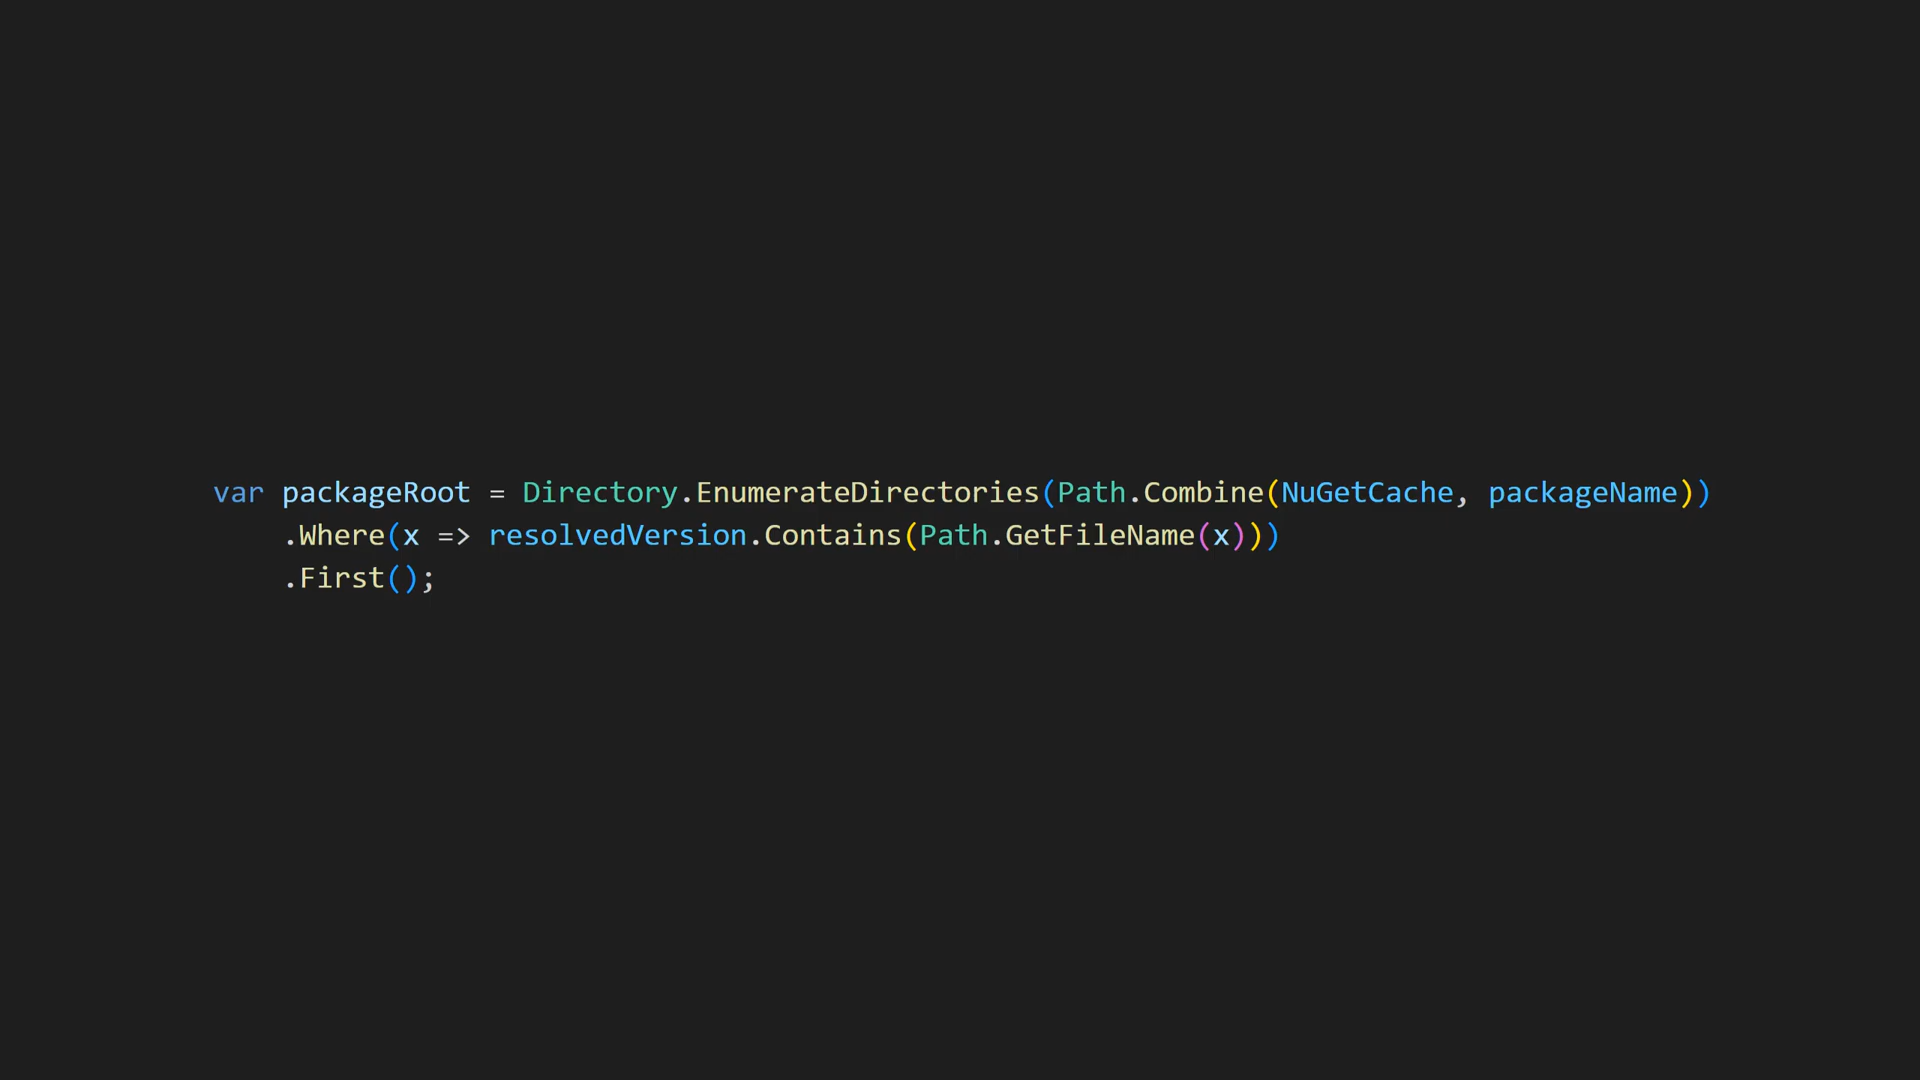 var packageRoot = Directory.EnumerateDirectories(Path.Combine(NuGetCache, packageName))
    .Where(x => resolvedVersion.Contains(Path.GetFileName(x)))
    .First();